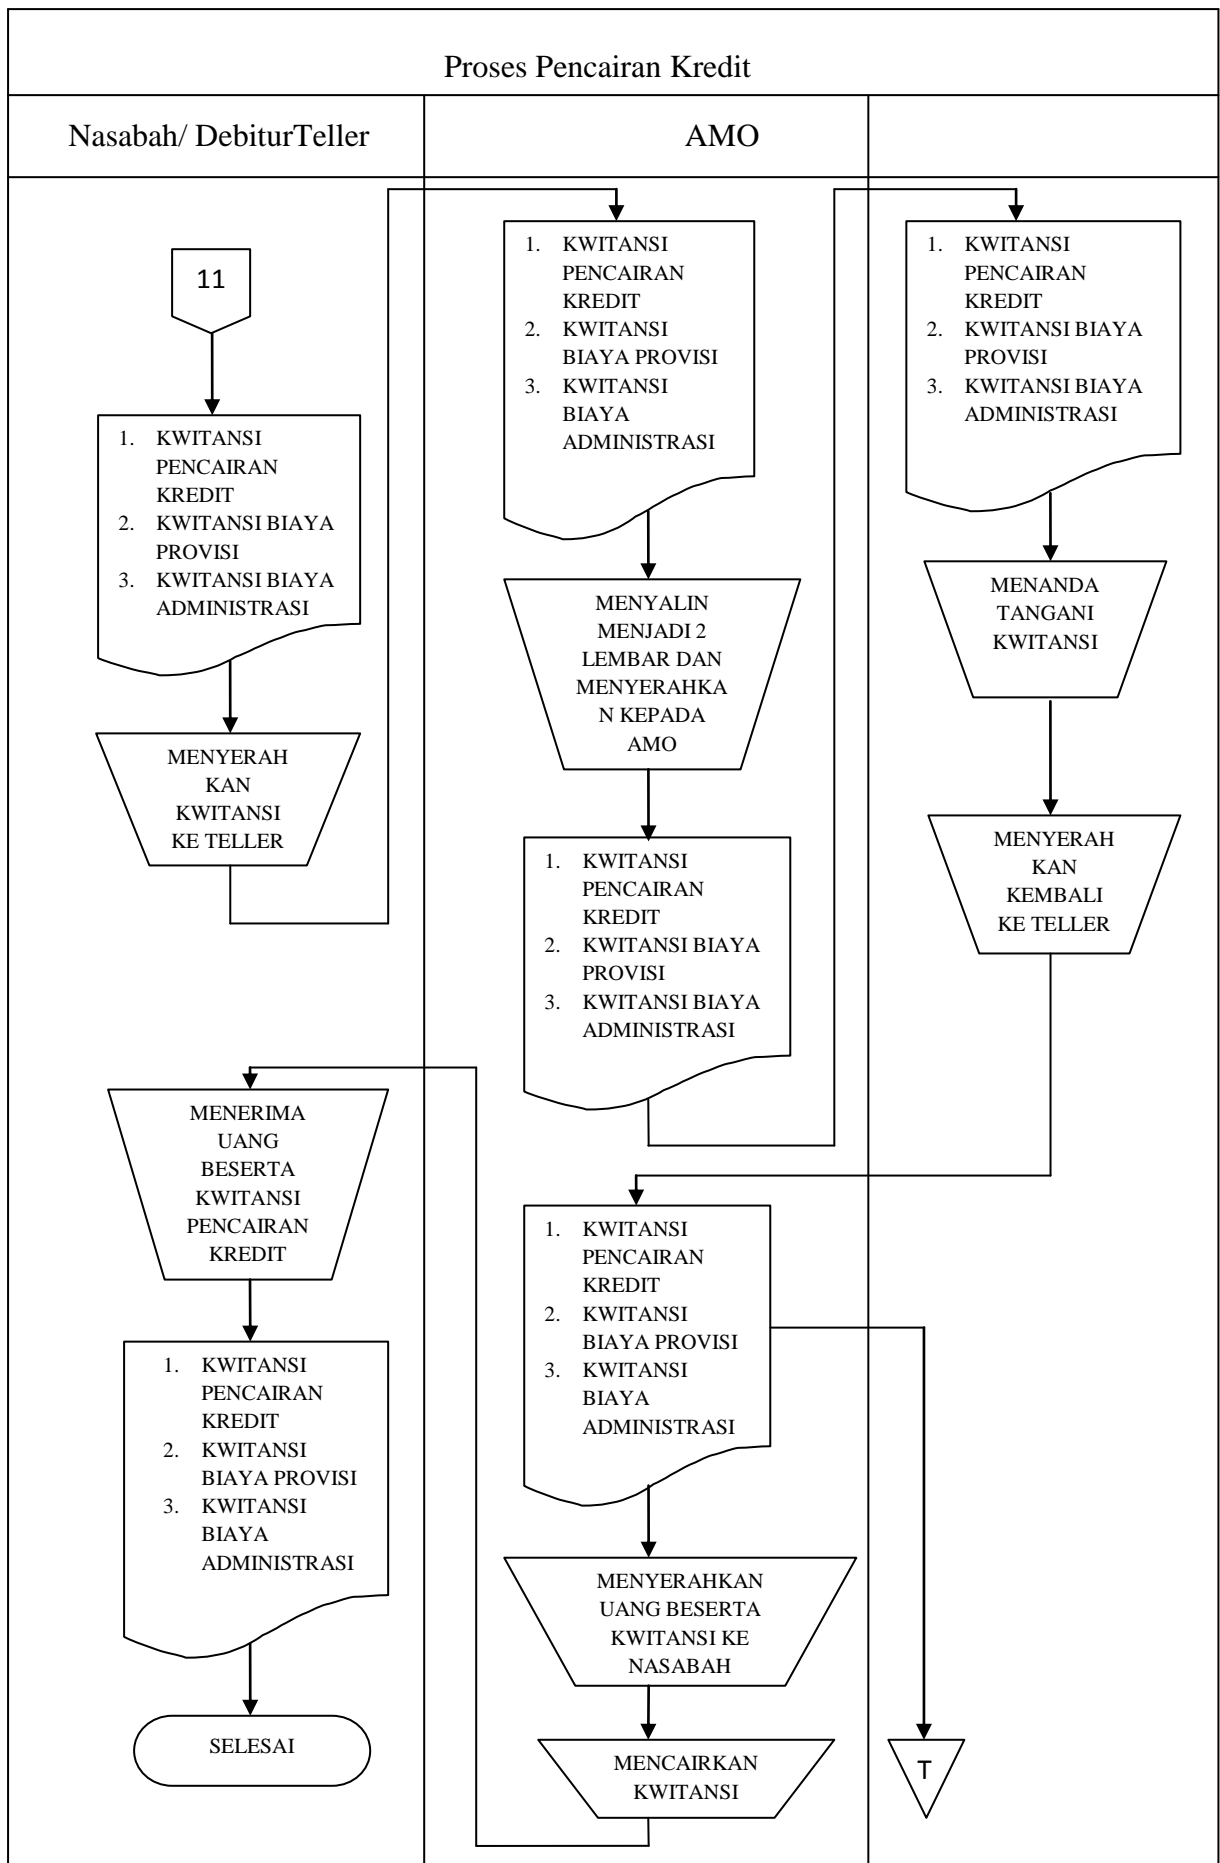 Proses Pencairan Kredit
Nasabah/ DebiturTeller
AMO
11
1. KWITANSI
PENCAIRAN
KREDIT
2. KWITANSI BIAYA
PROVISI
3. KWITANSI BIAYA
ADMINISTRASI
MENYERAH
KAN
KWITANSI
KE TELLER
MENERIMA
UANG
BESERTA
KWITANSI
PENCAIRAN
KREDIT
1. KWITANSI
PENCAIRAN
KREDIT
2. KWITANSI
BIAYA PROVISI
3. KWITANSI
BIAYA
ADMINISTRASI
SELESAI
1. KWITANSI
PENCAIRAN
KREDIT
2. KWITANSI
BIAYA PROVISI
3. KWITANSI
BIAYA
ADMINISTRASI
MENYALIN
MENJADI 2
LEMBAR DAN
MENYERAHKA
N KEPADA
AMO
1. KWITANSI
PENCAIRAN
KREDIT
2. KWITANSI BIAYA
PROVISI
3. KWITANSI BIAYA
ADMINISTRASI
1. KWITANSI
PENCAIRAN
KREDIT
2. KWITANSI
BIAYA PROVISI
3. KWITANSI
BIAYA
ADMINISTRASI
MENYERAHKAN
UANG BESERTA
KWITANSI KE
NASABAH
MENCAIRKAN
KWITANSI
1. KWITANSI
PENCAIRAN
KREDIT
2. KWITANSI BIAYA
PROVISI
3. KWITANSI BIAYA
ADMINISTRASI
MENANDA
TANGANI
KWITANSI
MENYERAH
KAN
KEMBALI
KE TELLER
T